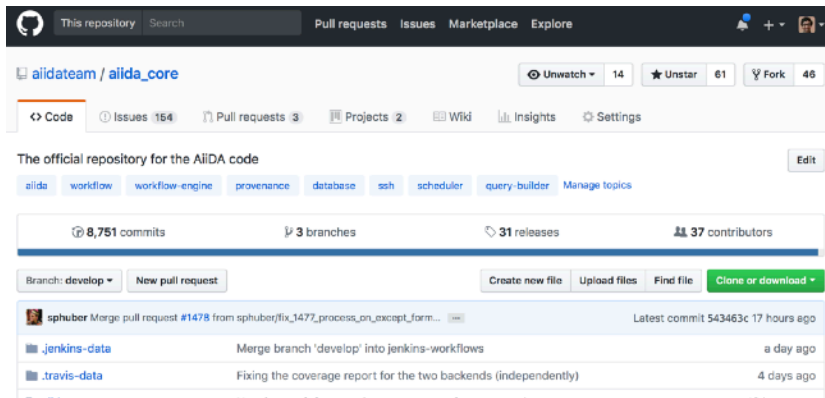 This repository Search Pull requests Issues Marketplace Explore
aiidateam / aiida_core Unwatch 14 Unstar 61 Fork 46
Code Issues 154 Pull requests 3 Projects 2 Wiki Insights Settings
The official repository for the AiiDA code Edit
aiida workflow workflow-engine provenance database ssh scheduler query-builder Manage topics
8,751 commits 3 branches 31 releases 37 contributors
Branch: develop New pull request Create new file Upload files Find file Clone or download
sphuber Merge pull request #1478 from sphuber/fix_1477_process_on_except_form... Latest commit 543463c 17 hours ago
.jenkins-data Merge branch 'develop' into jenkins-workflows a day ago
.travis-data Fixing the coverage report for the two backends (independently) 4 days ago